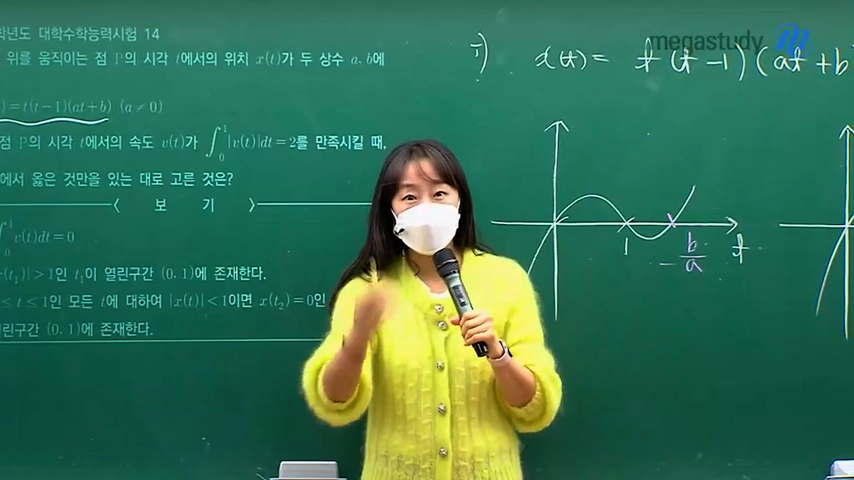 학년도 대학수학능력시험 14
위를 움직이는 점 P의 시각 t에서의 위치 x(t)가 두 상수 a, b에
)=t(t-1)(at+b) (a≠0)
점 P의 시각 t에서의 속도 v(t)가 ∫₀¹|v(t)|dt=2를 만족시킬 때,
에서 옳은 것만을 있는 대로 고른 것은?
〈 보 기 〉
∫₀¹v(t)dt=0
(t₁)|>1인 t₁이 열린구간 (0, 1)에 존재한다.
≤t≤1인 모든 t에 대하여 |x(t)|<1이면 x(t₂)=0인
열린구간 (0, 1)에 존재한다.
megastudy m
i) x(t) = t(t-1)(at+b
1 -b/a t